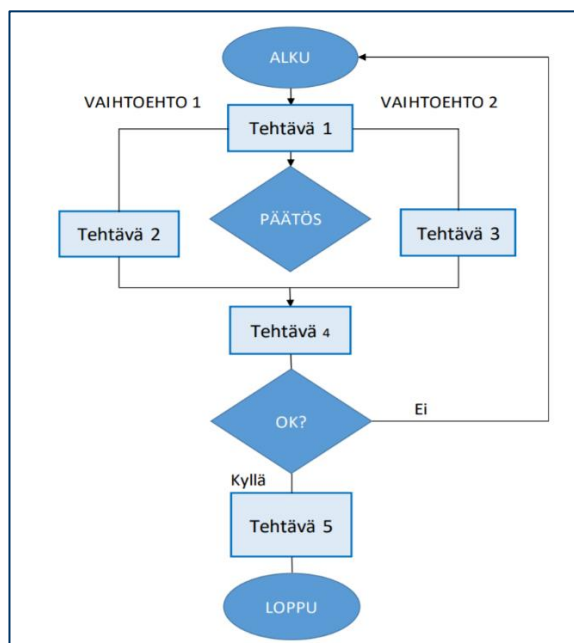 ALKU
VAIHTOEHTO 1
VAIHTOEHTO 2
Tehtävä 1
PÄÄTÖS
Tehtävä 2
Tehtävä 3
Tehtävä 4
OK?
Ei
Kyllä
Tehtävä 5
LOPPU